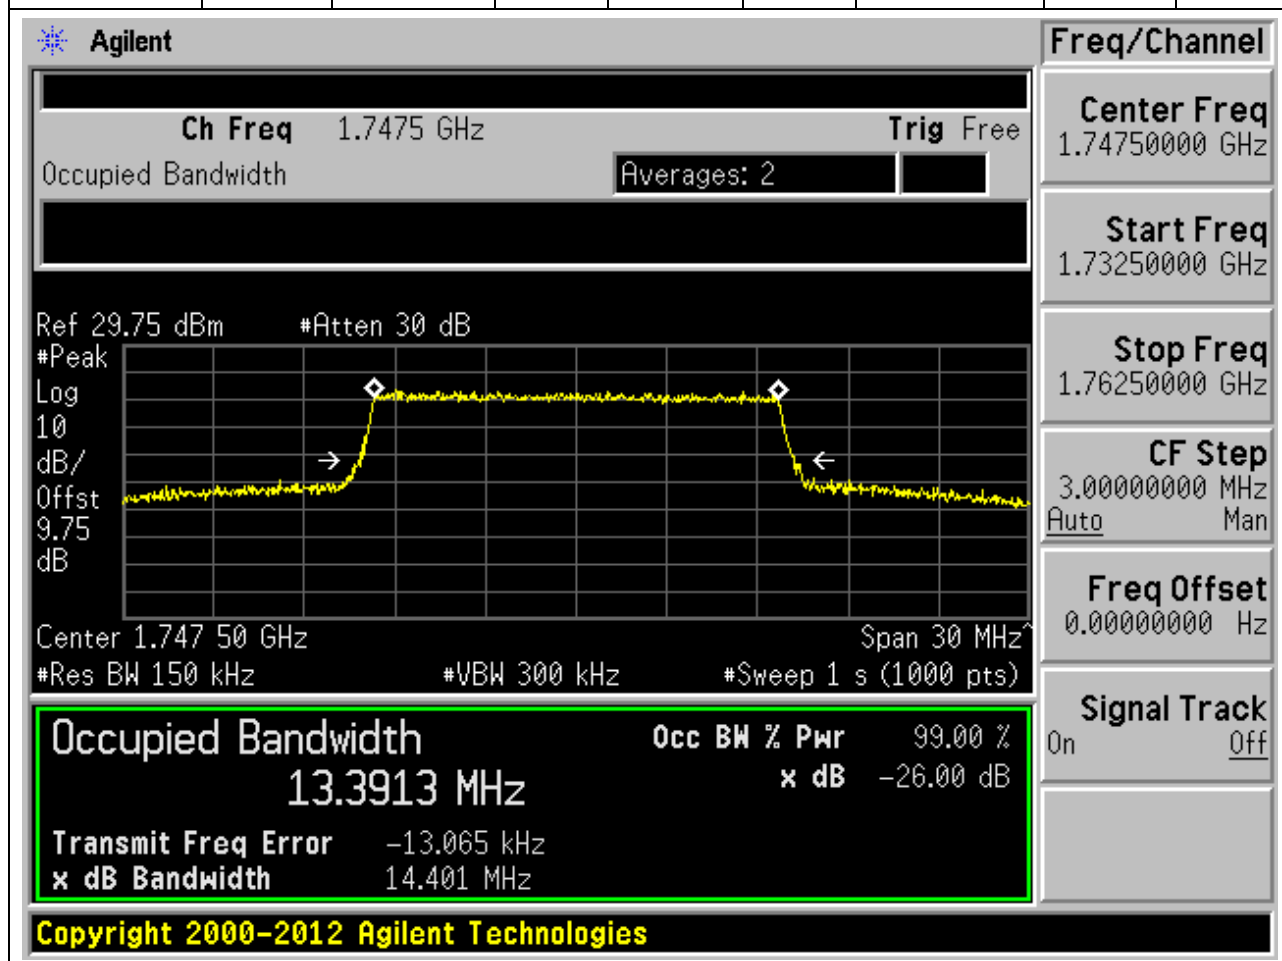 Agilent
Freq/Channel
Ch Freq 1.7475 GHz Trig Free
Occupied Bandwidth Averages: 2
Center Freq
1.74750000 GHz
Start Freq
1.73250000 GHz
Stop Freq
1.76250000 GHz
CF Step
3.00000000 MHz
Auto Man
Freq Offset
0.00000000 Hz
Signal Track
On Off
Ref 29.75 dBm #Atten 30 dB
#Peak
Log
10
dB/
Offst
9.75
dB
Center 1.747 50 GHz Span 30 MHz^
#Res BW 150 kHz #VBW 300 kHz #Sweep 1 s (1000 pts)
Occupied Bandwidth Occ BW % Pwr 99.00 %
13.3913 MHz x dB -26.00 dB
Transmit Freq Error -13.065 kHz
x dB Bandwidth 14.401 MHz
Copyright 2000-2012 Agilent Technologies